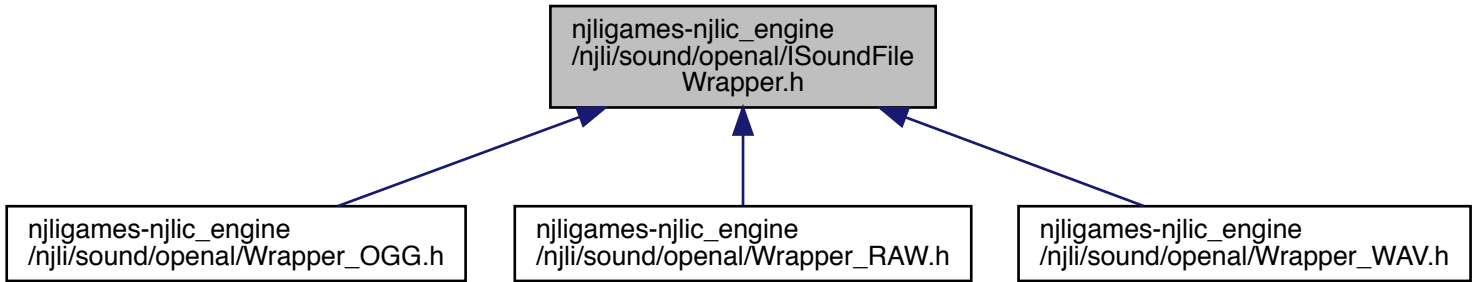 njligames-njlic_engine
/njli/sound/openal/ISoundFile
Wrapper.h
njligames-njlic_engine
/njli/sound/openal/Wrapper_OGG.h
njligames-njlic_engine
/njli/sound/openal/Wrapper_RAW.h
njligames-njlic_engine
/njli/sound/openal/Wrapper_WAV.h